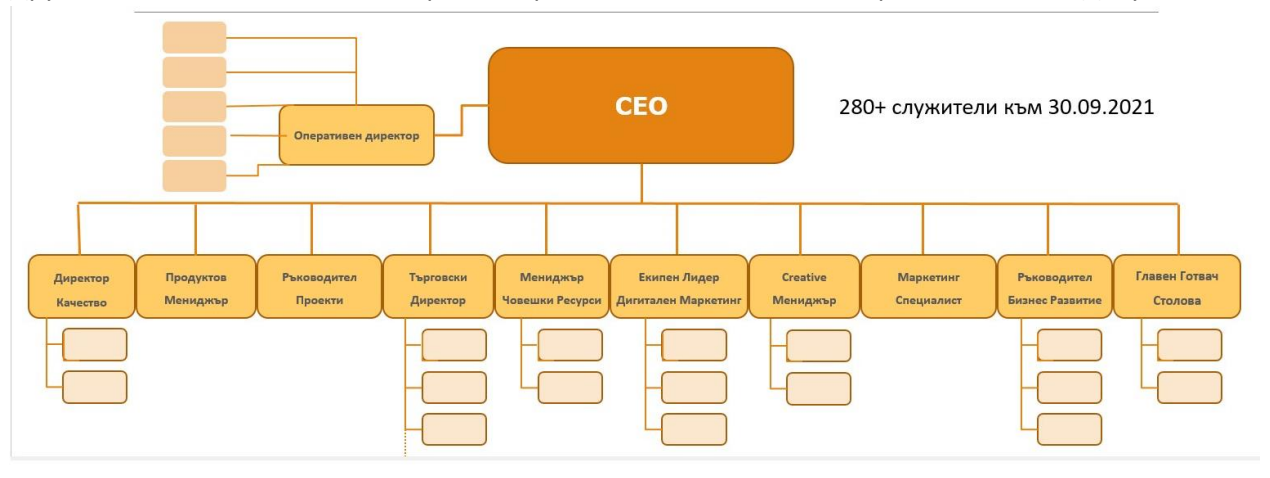 CEO
280+ служители към 30.09.2021
Оперативен директор
Директор
Качество
Продуктов
Мениджър
Ръководител
Проекти
Търговски
Директор
Мениджър
Човешки Ресурси
Екипен Лидер
Дигитален Маркетинг
Creative
Мениджър
Маркетинг
Специалист
Ръководител
Бизнес Развитие
Главен Готвач
Столова